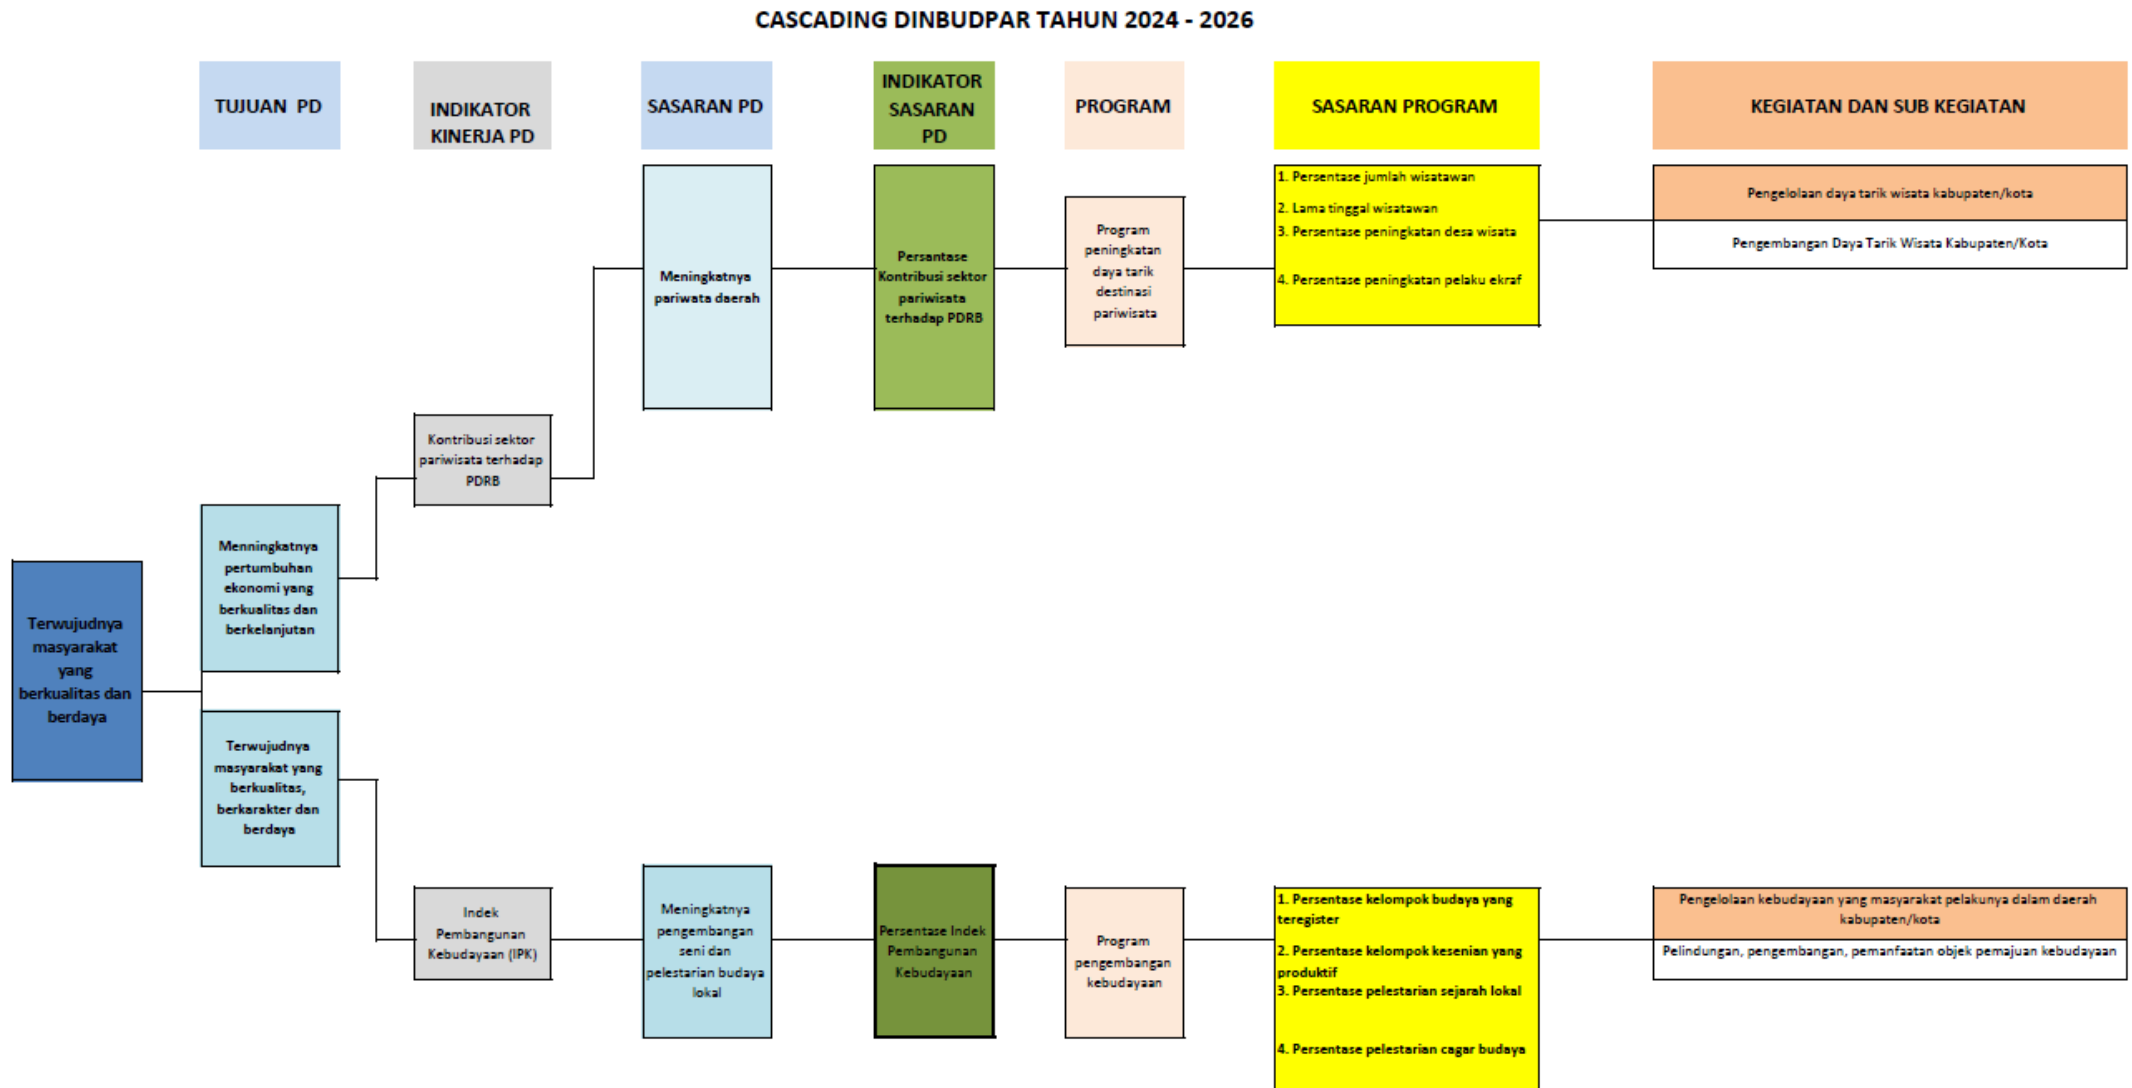 CASCADING DINBUDPAR TAHUN 2024 - 2026
TUJUAN PD
INDIKATOR
KINERJA PD
SASARAN PD
INDIKATOR
SASARAN
PD
PROGRAM
SASARAN PROGRAM
KEGIATAN DAN SUB KEGIATAN
Terwujudnya
masyarakat
yang
berkualitas dan
berdaya
Menningkatnya
pertumbuhan
ekonomi yang
berkualitas dan
berkelanjutan
Kontribusi sektor
pariwisata terhadap
PDRB
Meningkatnya
pariwata daerah
Persantase
Kontribusi sektor
pariwisata
terhadap PDRB
Program
peningkatan
daya tarik
destinasi
pariwisata
1. Persentase jumlah wisatawan
2. Lama tinggal wisatawan
3. Persentase peningkatan desa wisata
4. Persentase peningkatan pelaku ekraf
Pengelolaan daya tarik wisata kabupaten/kota
Pengembangan Daya Tarik Wisata Kabupaten/Kota
Terwujudnya
masyarakat yang
berkualitas,
berkarakter dan
berdaya
Indek
Pembangunan
Kebudayaan (IPK)
Meningkatnya
pengembangan
seni dan
pelestarian budaya
lokal
Persentase Indek
Pembangunan
Kebudayaan
Program
pengembangan
kebudayaan
1. Persentase kelompok budaya yang
teregister
2. Persentase kelompok kesenian yang
produktif
3. Persentase pelestarian sejarah lokal
4. Persentase pelestarian cagar budaya
Pengelolaan kebudayaan yang masyarakat pelakunya dalam daerah
kabupaten/kota
Pelindungan, pengembangan, pemanfaatan objek pemajuan kebudayaan